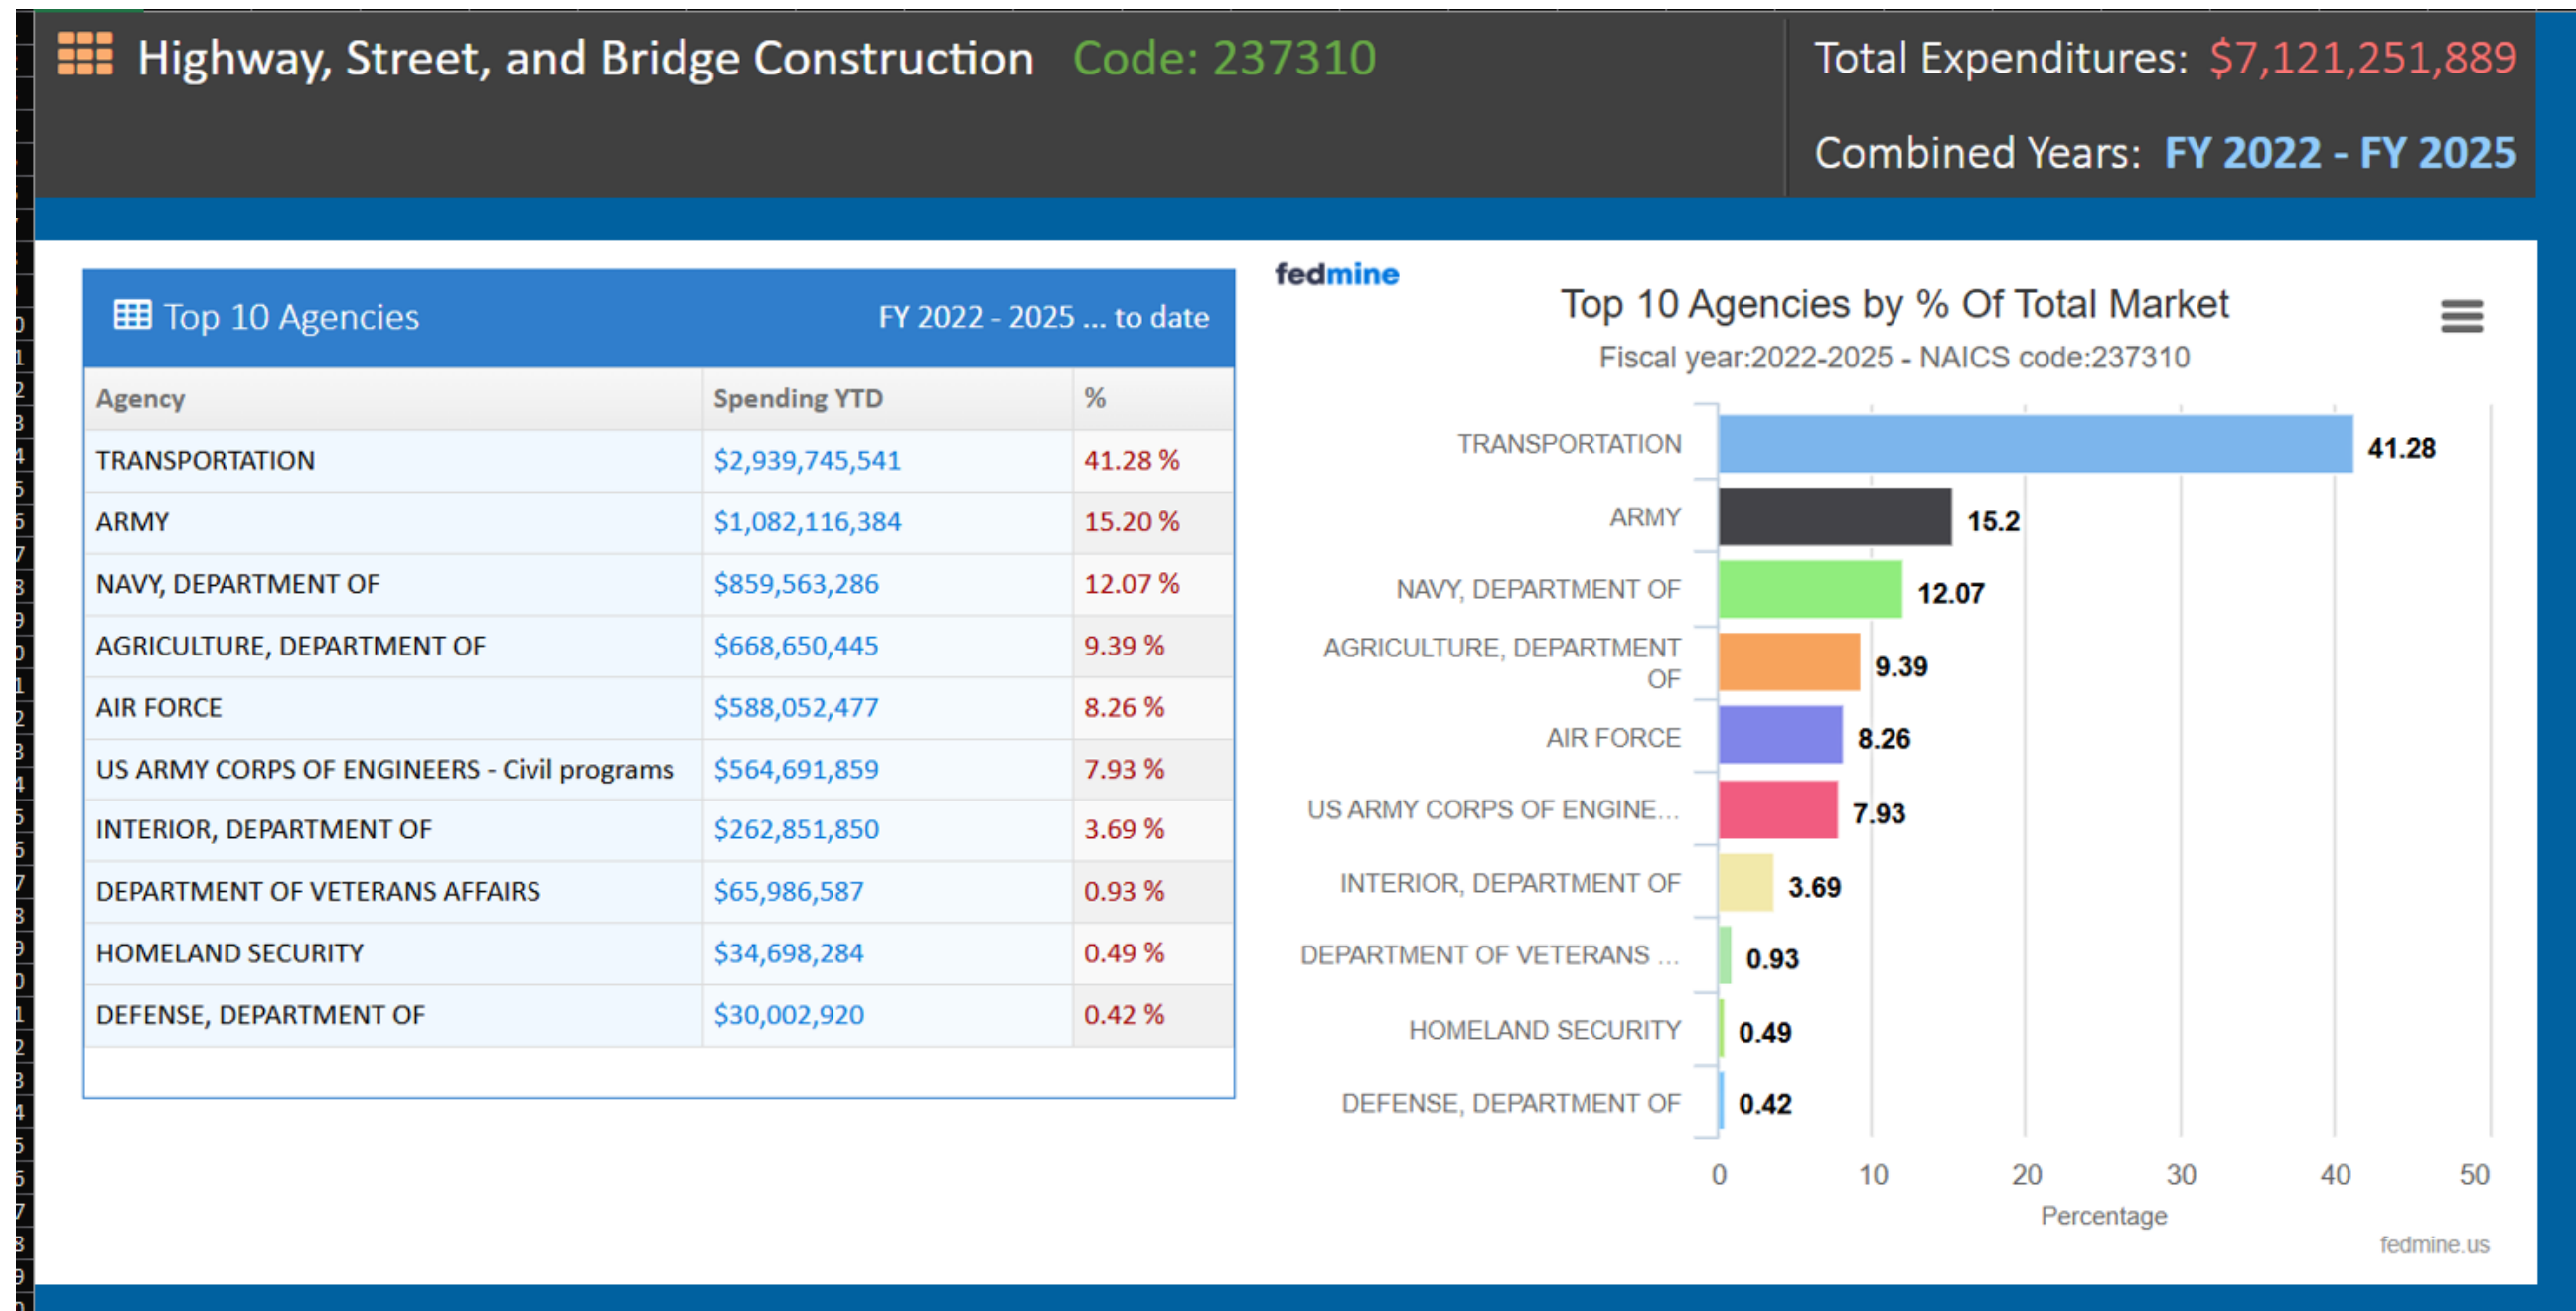 Highway, Street, and Bridge Construction Code: 237310
Total Expenditures: $7,121,251,889
Combined Years: FY 2022 - FY 2025
Top 10 Agencies FY 2022 - 2025 ... to date
Agency Spending YTD %
TRANSPORTATION $2,939,745,541 41.28 %
ARMY $1,082,116,384 15.20 %
NAVY, DEPARTMENT OF $859,563,286 12.07 %
AGRICULTURE, DEPARTMENT OF $668,650,445 9.39 %
AIR FORCE $588,052,477 8.26 %
US ARMY CORPS OF ENGINEERS - Civil programs $564,691,859 7.93 %
INTERIOR, DEPARTMENT OF $262,851,850 3.69 %
DEPARTMENT OF VETERANS AFFAIRS $65,986,587 0.93 %
HOMELAND SECURITY $34,698,284 0.49 %
DEFENSE, DEPARTMENT OF $30,002,920 0.42 %
fedmine
Top 10 Agencies by % Of Total Market
Fiscal year:2022-2025 - NAICS code:237310
TRANSPORTATION 41.28
ARMY 15.2
NAVY, DEPARTMENT OF 12.07
AGRICULTURE, DEPARTMENT
OF 9.39
AIR FORCE 8.26
US ARMY CORPS OF ENGINE... 7.93
INTERIOR, DEPARTMENT OF 3.69
DEPARTMENT OF VETERANS ... 0.93
HOMELAND SECURITY 0.49
DEFENSE, DEPARTMENT OF 0.42
0 10 20 30 40 50
Percentage
fedmine.us